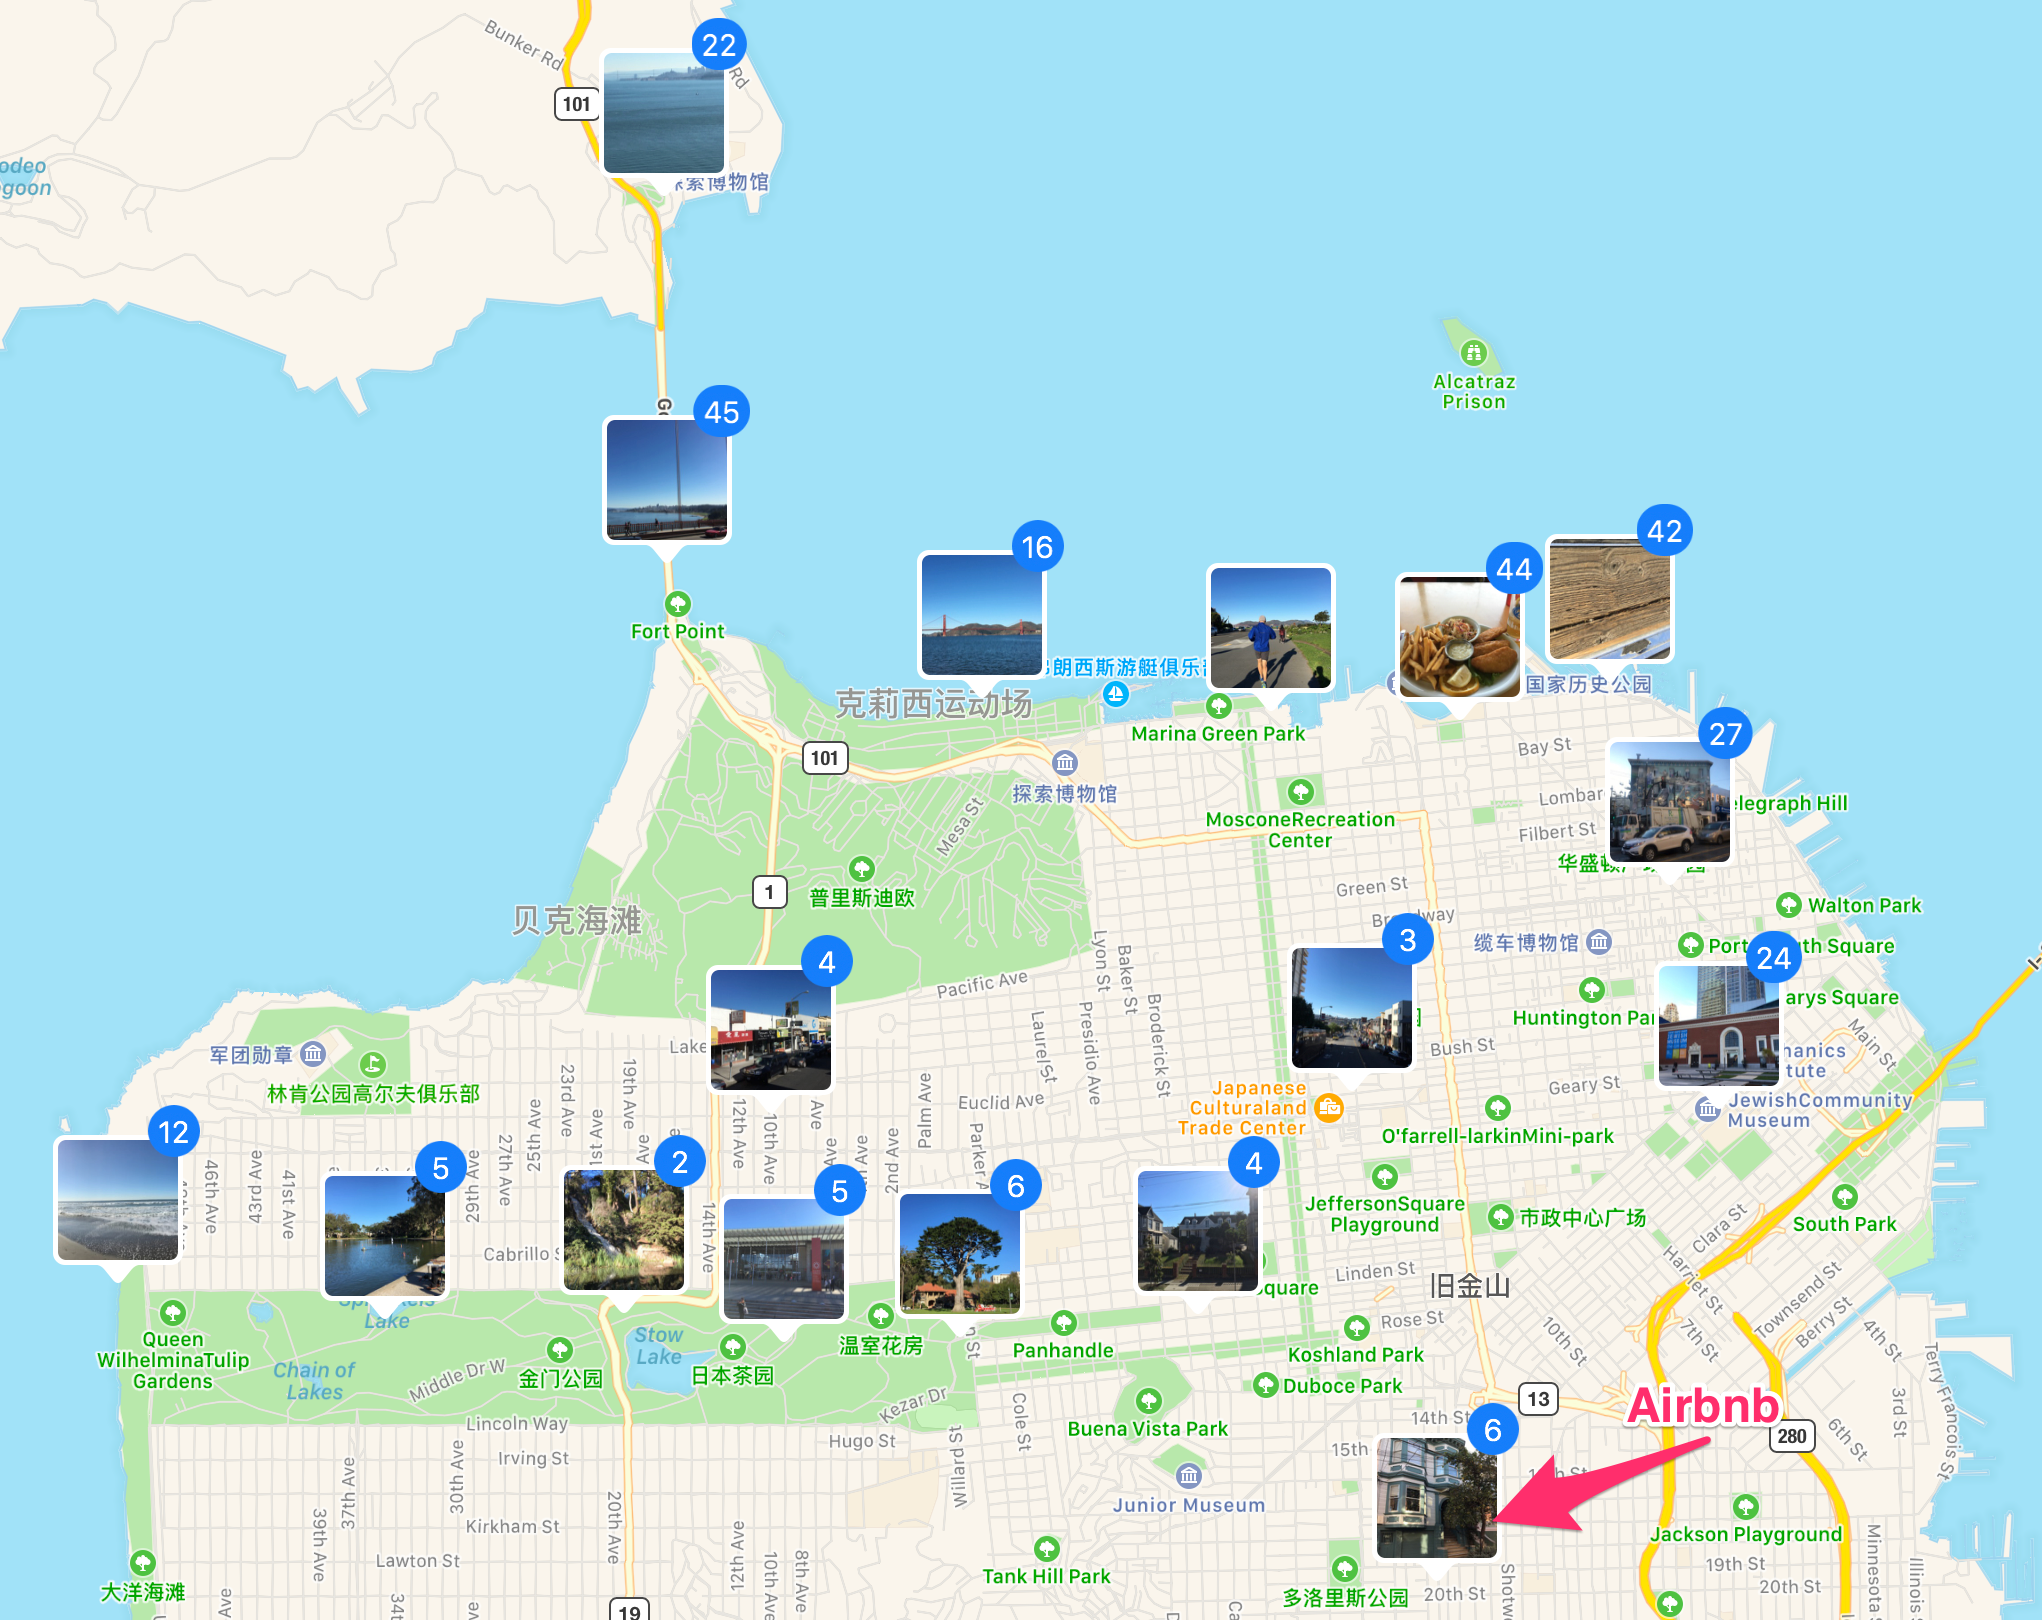 22
Bunker Rd
Rd
101
索博物馆
45
Alcatraz
Prison
42
16
44
Fort Point
朗西斯游艇俱乐
国家历史公园
克莉西运动场
27
Marina Green Park
Bay St
101
探索博物馆
Lombar
elegraph Hill
MosconeRecreation
Center
Filbert St
Mesa St
1
普里斯迪欧
Green St
华盛顿
Walton Park
贝克海滩
Broadway
3
缆车博物馆
Port
th Square
4
24
Pacific Ave
Lyon St
Baker St
Broderick St
Presidio Ave
Laurel St
Huntington Par
arys Square
军团勋章
林肯公园高尔夫俱乐部
Lake
Bush St
Main St
hanics
tute
Geary St
Euclid Ave
Palm Ave
Parker A
Japanese
Culturaland
Trade Center
JewishCommunity
Museum
O'farrell-larkinMini-park
23rd Ave
19th Ave
25th Ave
27th Ave
29th Ave
1st Ave
Ave
12th Ave
10th Ave
Ave
2nd Ave
12
46th Ave
43rd Ave
41st Ave
5
2
5
6
4
14th Ave
JeffersonSquare
Playground
市政中心广场
South Park
Clara St
Harriet St
Cabrillo S
Linden St
旧金山
Townsend St
Berry St
quare
Lake
Queen
WilhelminaTulip
Gardens
Chain of
Lakes
Middle Dr W
金门公园
Stow
Lake
日本茶园
温室花房
Panhandle
Rose St
Koshland Park
10th St
7th St
4th St
Terry Francois St
Kezar Dr
Duboce Park
13
Airbnb
3rd St
Lincoln Way
Hugo St
Cole St
Buena Vista Park
14th St
6
280
6th St
Irving St
Willard St
15th
30th Ave
37th Ave
39th Ave
Junior Museum
Kirkham St
20th Ave
12th Ave
10th Ave
8th Ave
Jackson Playground
Lawton St
大洋海滩
Tank Hill Park
多洛里斯公园
20th St
19th St
20th St
Minnesota S
Illinois
Shotw
Ave
34t
19